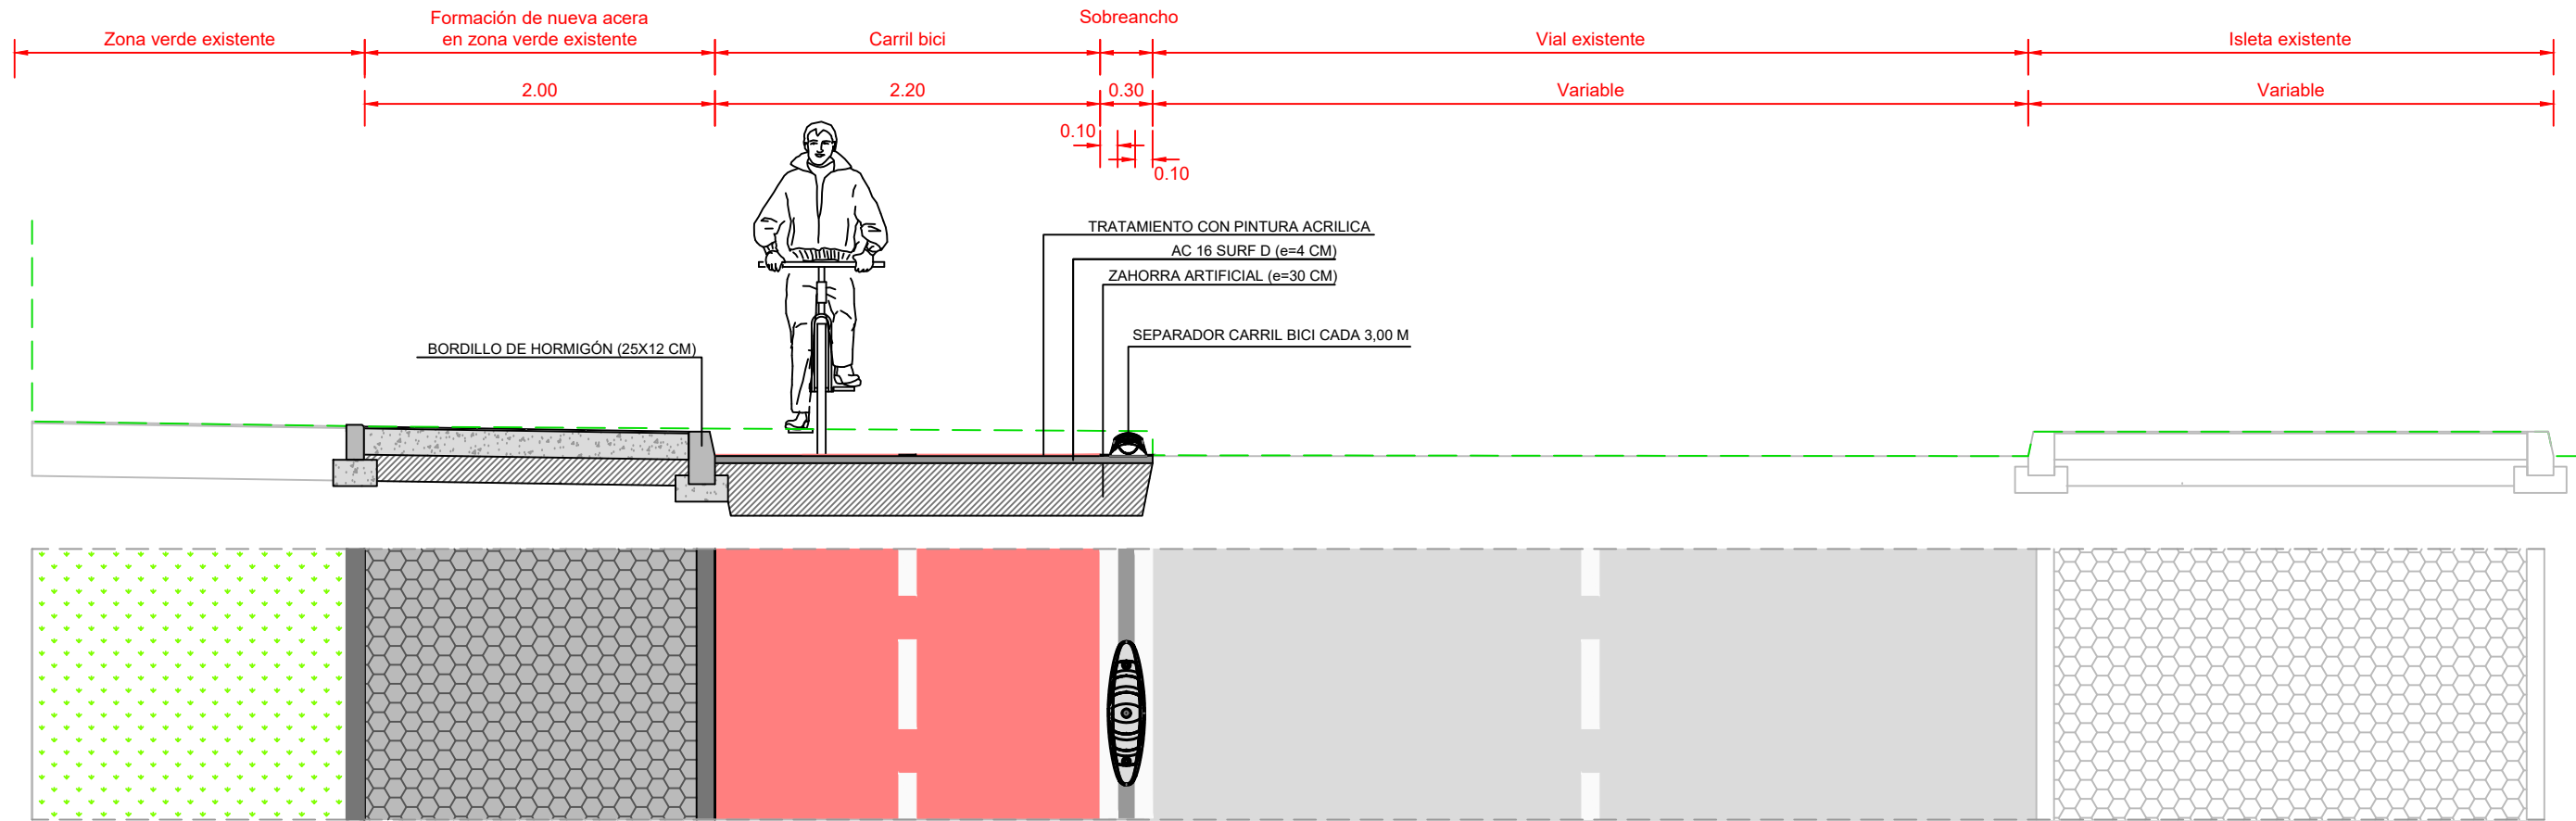 Zona verde existente
Formación de nueva acera
en zona verde existente
Carril bici
Sobreancho
Vial existente
Isleta existente
2.00
2.20
0.30
Variable
Variable
0.10
0.10
TRATAMIENTO CON PINTURA ACRILICA
AC 16 SURF D (e=4 CM)
ZAHORRA ARTIFICIAL (e=30 CM)
SEPARADOR CARRIL BICI CADA 3,00 M
BORDILLO DE HORMIGÓN (25X12 CM)